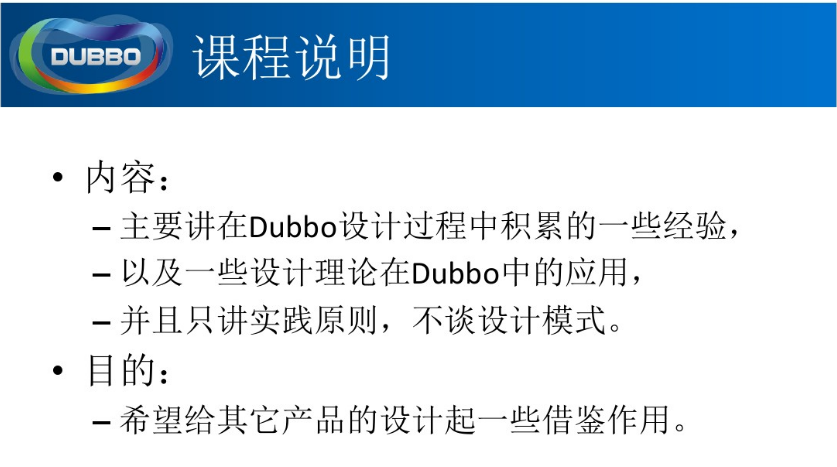 DUBBO 课程说明
• 内容：
– 主要讲在Dubbo设计过程中积累的一些经验，
– 以及一些设计理论在Dubbo中的应用，
– 并且只讲实践原则，不谈设计模式。
• 目的：
– 希望给其它产品的设计起一些借鉴作用。